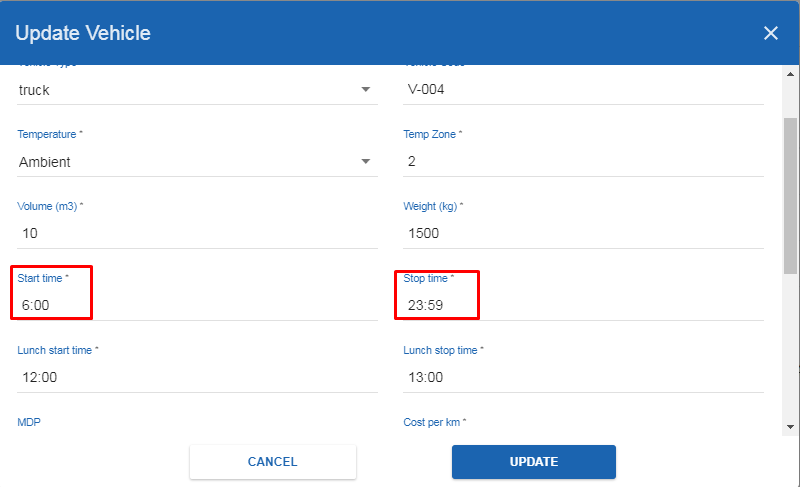 Update Vehicle
truck
V-004
Temperature *
Temp Zone *
Ambient
2
Volume (m3) *
Weight (kg) *
10
1500
Start time *
Stop time *
6:00
23:59
Lunch start time *
Lunch stop time *
12:00
13:00
MDP
Cost per km *
CANCEL
UPDATE